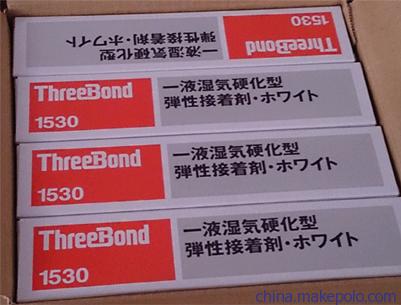 ThreeBond
1530
一液湿気硬化型
弾性接着剤・ホワイト
ThreeBond
1530
一液湿気硬化型
弾性接着剤・ホワイト
ThreeBond
1530
一液湿気硬化型
弾性接着剤・ホワイト
ThreeBond
1530
一液湿気硬化型
弾性接着剤・ホワイト
china.makepolo.com